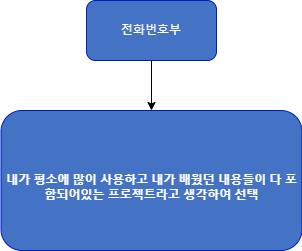 전화번호부
내가 평소에 많이 사용하고 내가 배웠던 내용들이 다 포
함되어있는 프로젝트라고 생각하여 선택